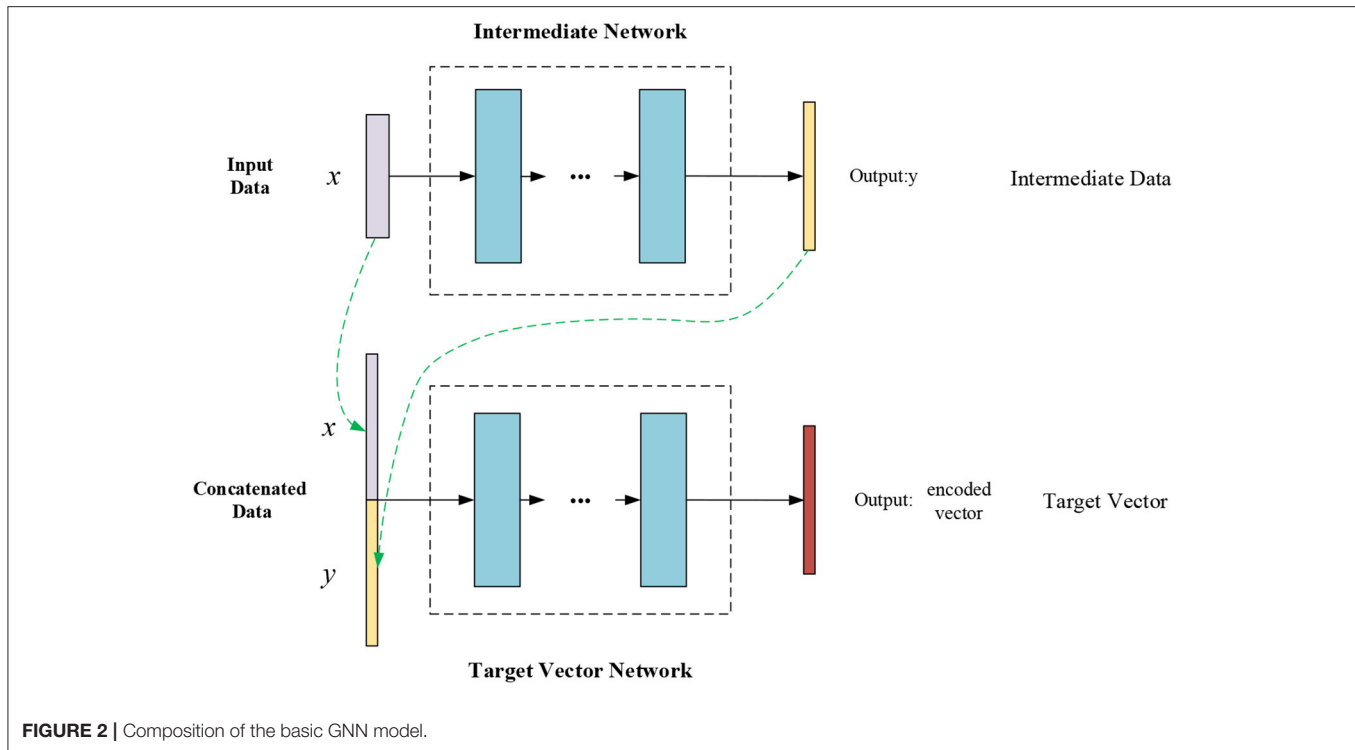 Intermediate Network
Input
Data
x
...
Output:y
Intermediate Data
x
Concatenated
Data
y
...
Output:
encoded
vector
Target Vector
Target Vector Network
FIGURE 2 | Composition of the basic GNN model.